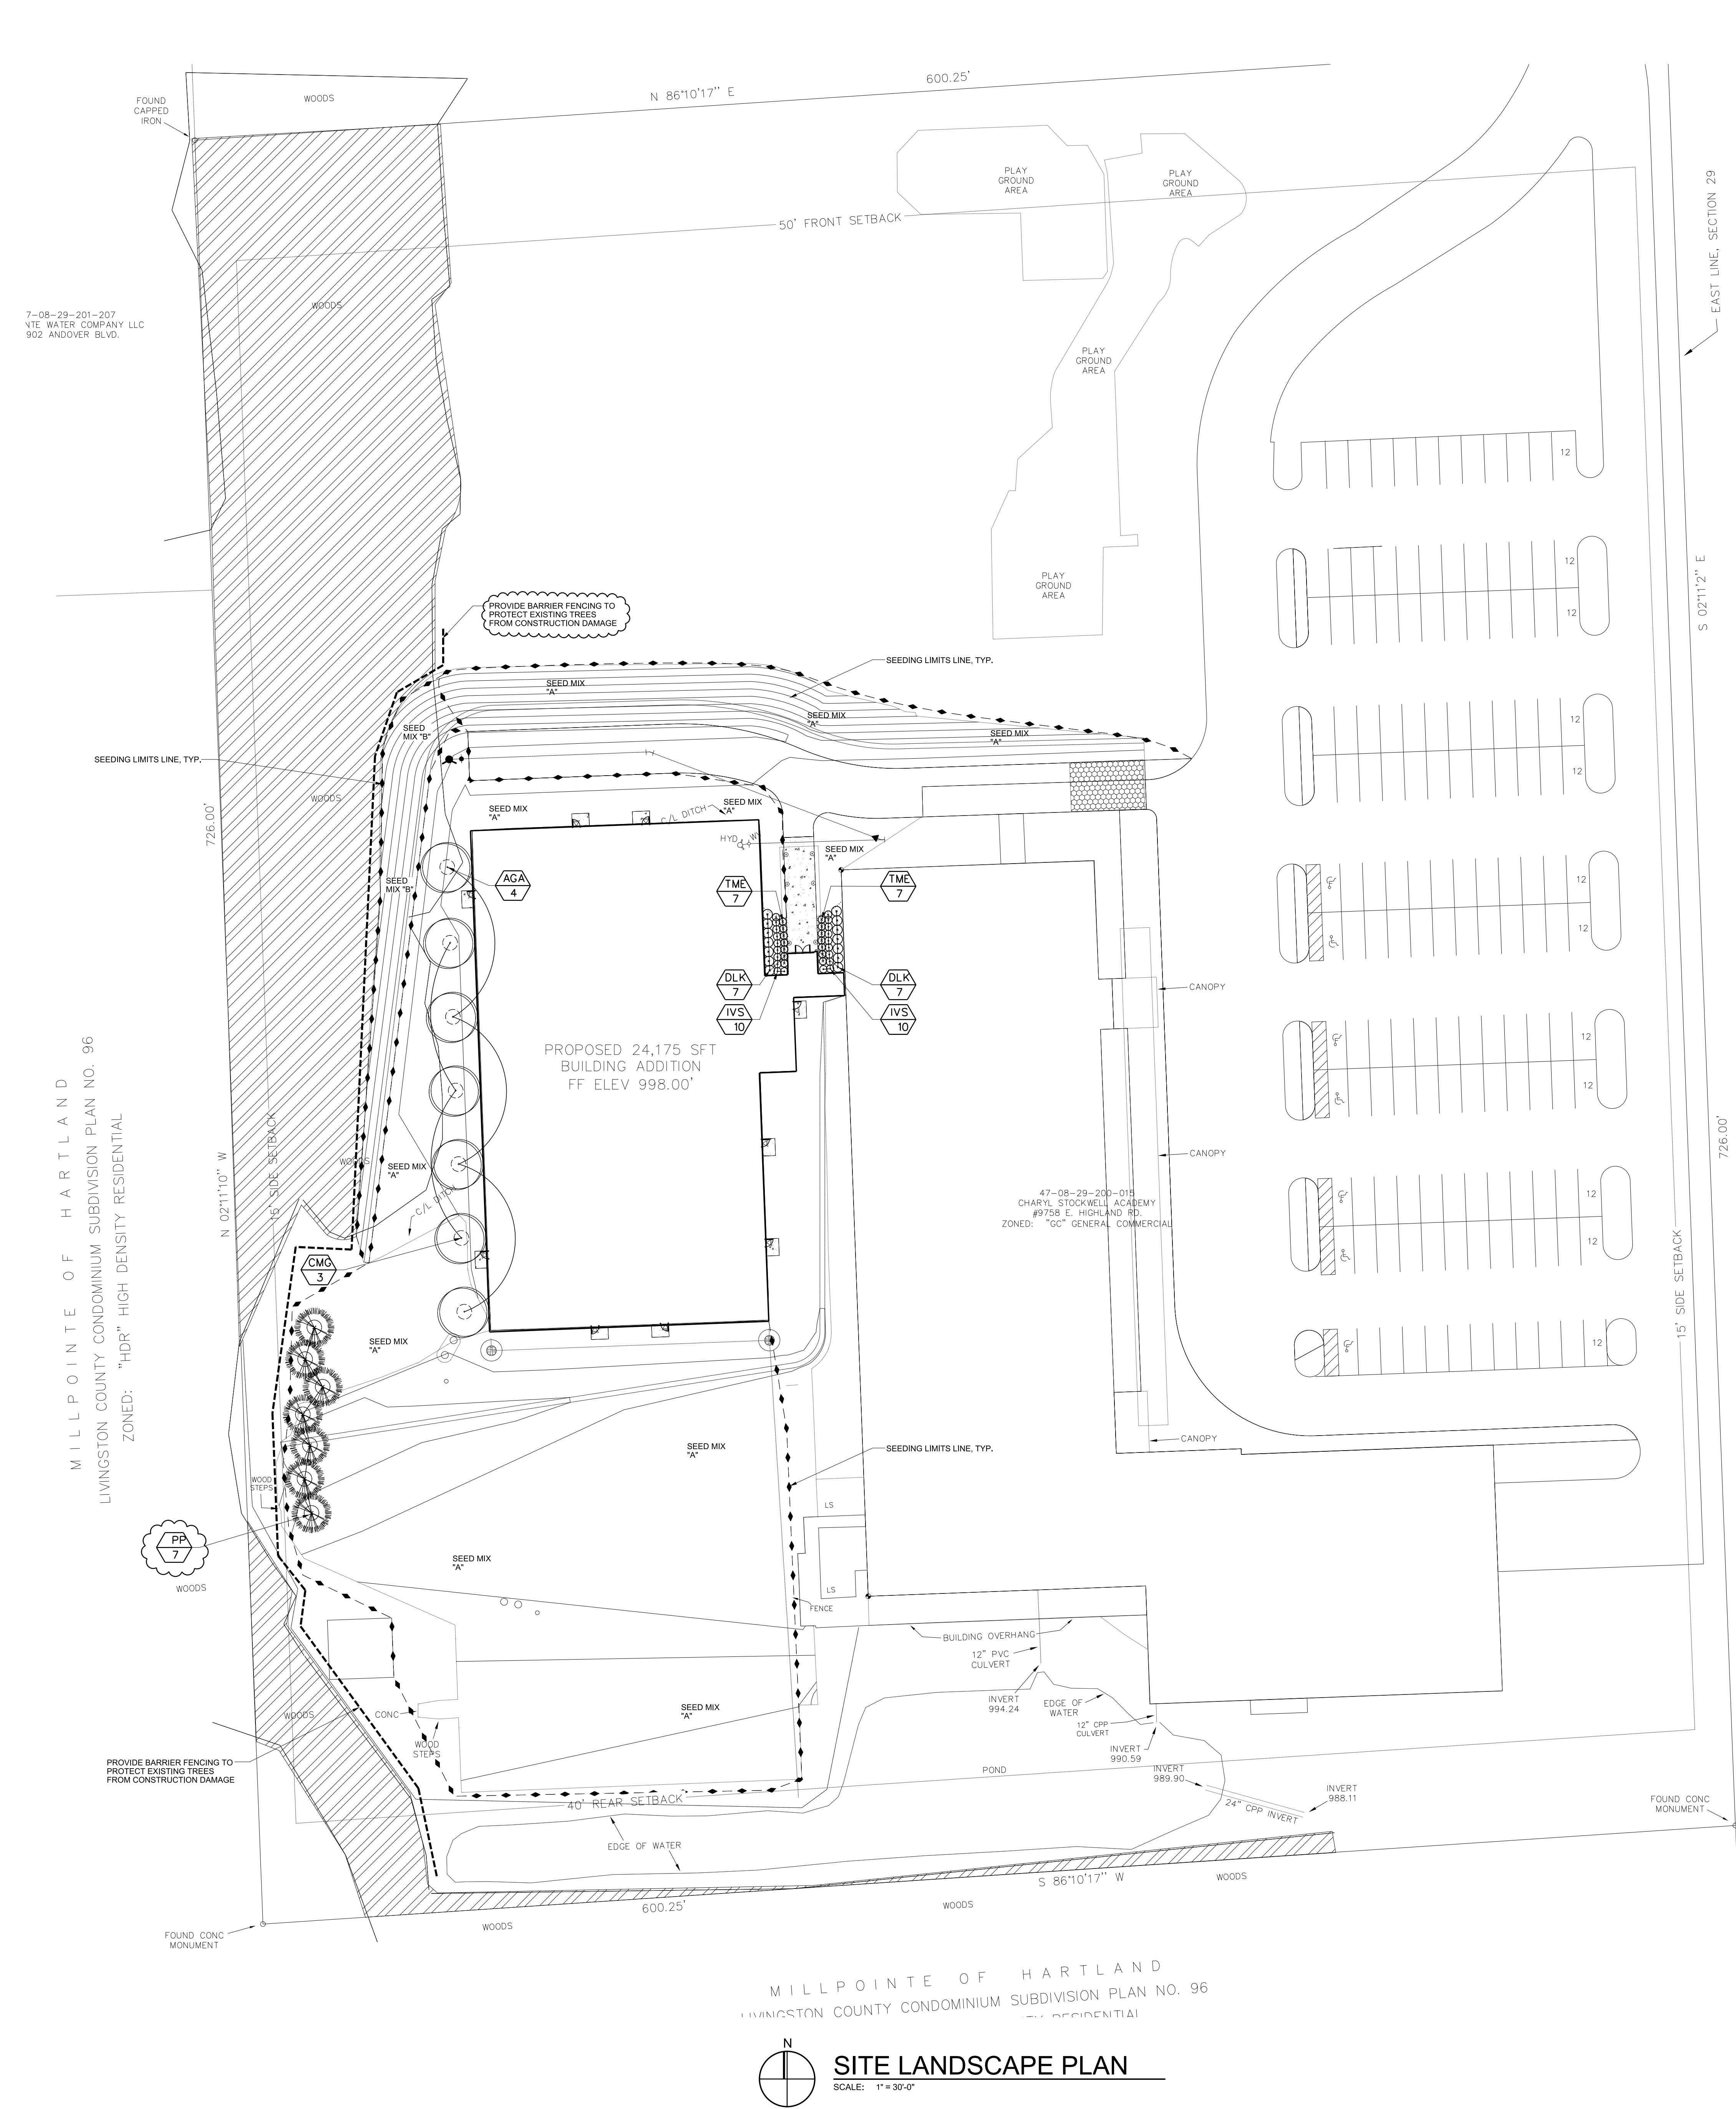 600.25'
N 86°10'17" E
WOODS
FOUND
CAPPED
IRON
PLAY
GROUND
AREA
PLAY
GROUND
AREA
EAST LINE, SECTION 29
50' FRONT SETBACK
WOODS
7-08-29-201-207
NTE WATER COMPANY LLC
902 ANDOVER BLVD.
PLAY
GROUND
AREA
12
12
12
PLAY
GROUND
AREA
S 02°11'2" E
PROVIDE BARRIER FENCING TO
PROTECT EXISTING TREES
FROM CONSTRUCTION DAMAGE
SEEDING LIMITS LINE, TYP.
SEED MIX
"A"
SEED MIX
"A"
SEED MIX
"A"
SEED
MIX "B"
12
12
SEEDING LIMITS LINE, TYP.
WOODS
726.00'
SEED MIX
"A"
C/L DITCH
SEED MIX
"A"
HYD
SEED MIX
"A"
SEED
MIX "B"
AGA
4
TME
7
TME
7
12
12
DLK
7
DLK
7
IVS
10
IVS
10
CANOPY
PROPOSED 24,175 SFT
BUILDING ADDITION
FF ELEV 998.00'
12
12
CANOPY
726.00'
MILLPOINTE OF HARTLAND
LIVINGSTON COUNTY CONDOMINIUM SUBDIVISION PLAN NO. 96
ZONED: "HDR" HIGH DENSITY RESIDENTIAL
N 02°11'10" W
15' SIDE SETBACK
WOODS
SEED MIX
"A"
C/L DITCH
47-08-29-200-015
CHARYL STOCKWELL ACADEMY
#9758 E. HIGHLAND RD.
ZONED: "GC" GENERAL COMMERCIAL
12
12
CMG
3
15' SIDE SETBACK
SEED MIX
"A"
12
CANOPY
SEED MIX
"A"
SEEDING LIMITS LINE, TYP.
WOOD
STEPS
LS
PP
7
SEED MIX
"A"
WOODS
LS
FENCE
BUILDING OVERHANG
12" PVC
CULVERT
INVERT
994.24
EDGE OF
WATER
12" CPP
CULVERT
SEED MIX
"A"
WOODS
CONC
WOOD
STEPS
INVERT
990.59
PROVIDE BARRIER FENCING TO
PROTECT EXISTING TREES
FROM CONSTRUCTION DAMAGE
POND
INVERT
989.90
INVERT
988.11
24" CPP INVERT
40' REAR SETBACK
FOUND CONC
MONUMENT
EDGE OF WATER
S 86°10'17" W
WOODS
600.25'
WOODS
WOODS
FOUND CONC
MONUMENT
MILLPOINTE OF HARTLAND
LIVINGSTON COUNTY CONDOMINIUM SUBDIVISION PLAN NO. 96
RESIDENTIAL
N
SITE LANDSCAPE PLAN
SCALE: 1" = 30'-0"